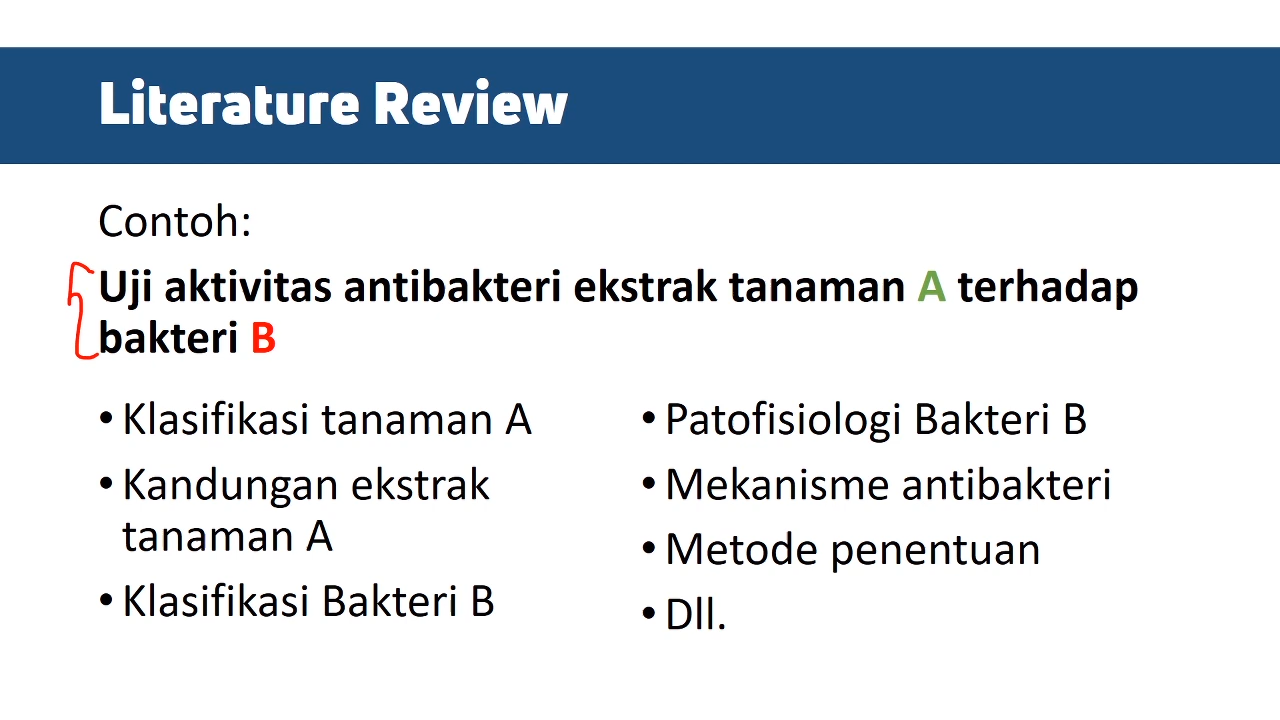 Literature Review
Contoh:
Uji aktivitas antibakteri ekstrak tanaman A terhadap
bakteri B
• Klasifikasi tanaman A
• Kandungan ekstrak
tanaman A
• Klasifikasi Bakteri B
• Patofisiologi Bakteri B
• Mekanisme antibakteri
• Metode penentuan
• Dll.